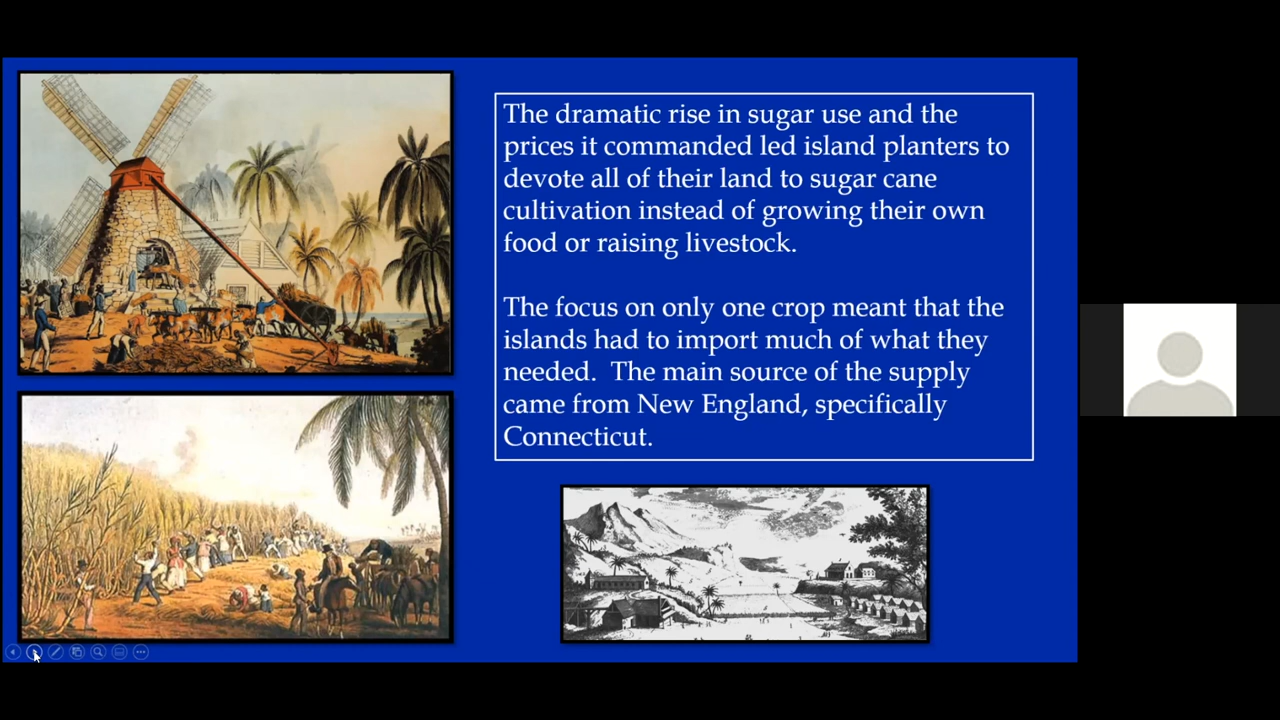 The dramatic rise in sugar use and the
prices it commanded led island planters to
devote all of their land to sugar cane
cultivation instead of growing their own
food or raising livestock.
The focus on only one crop meant that the
islands had to import much of what they
needed.  The main source of the supply
came from New England, specifically
Connecticut.